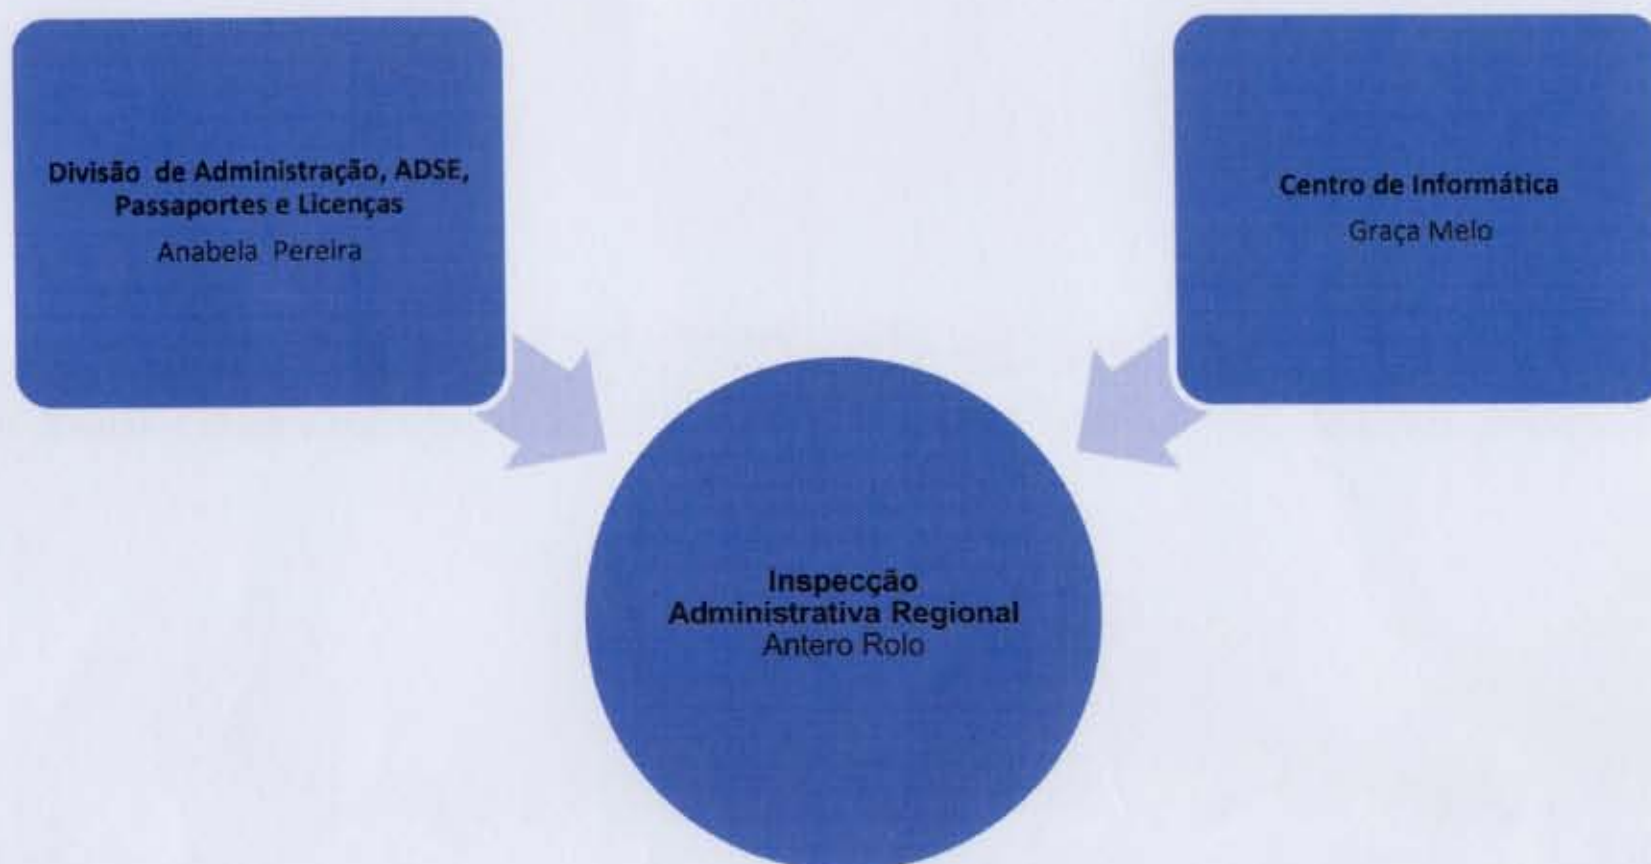 Divisão de Administração, ADSE,
Passaportes e Licenças
Anabela Pereira
Centro de Informática
Graça Melo
Inspecção
Administrativa Regional
Antero Rolo